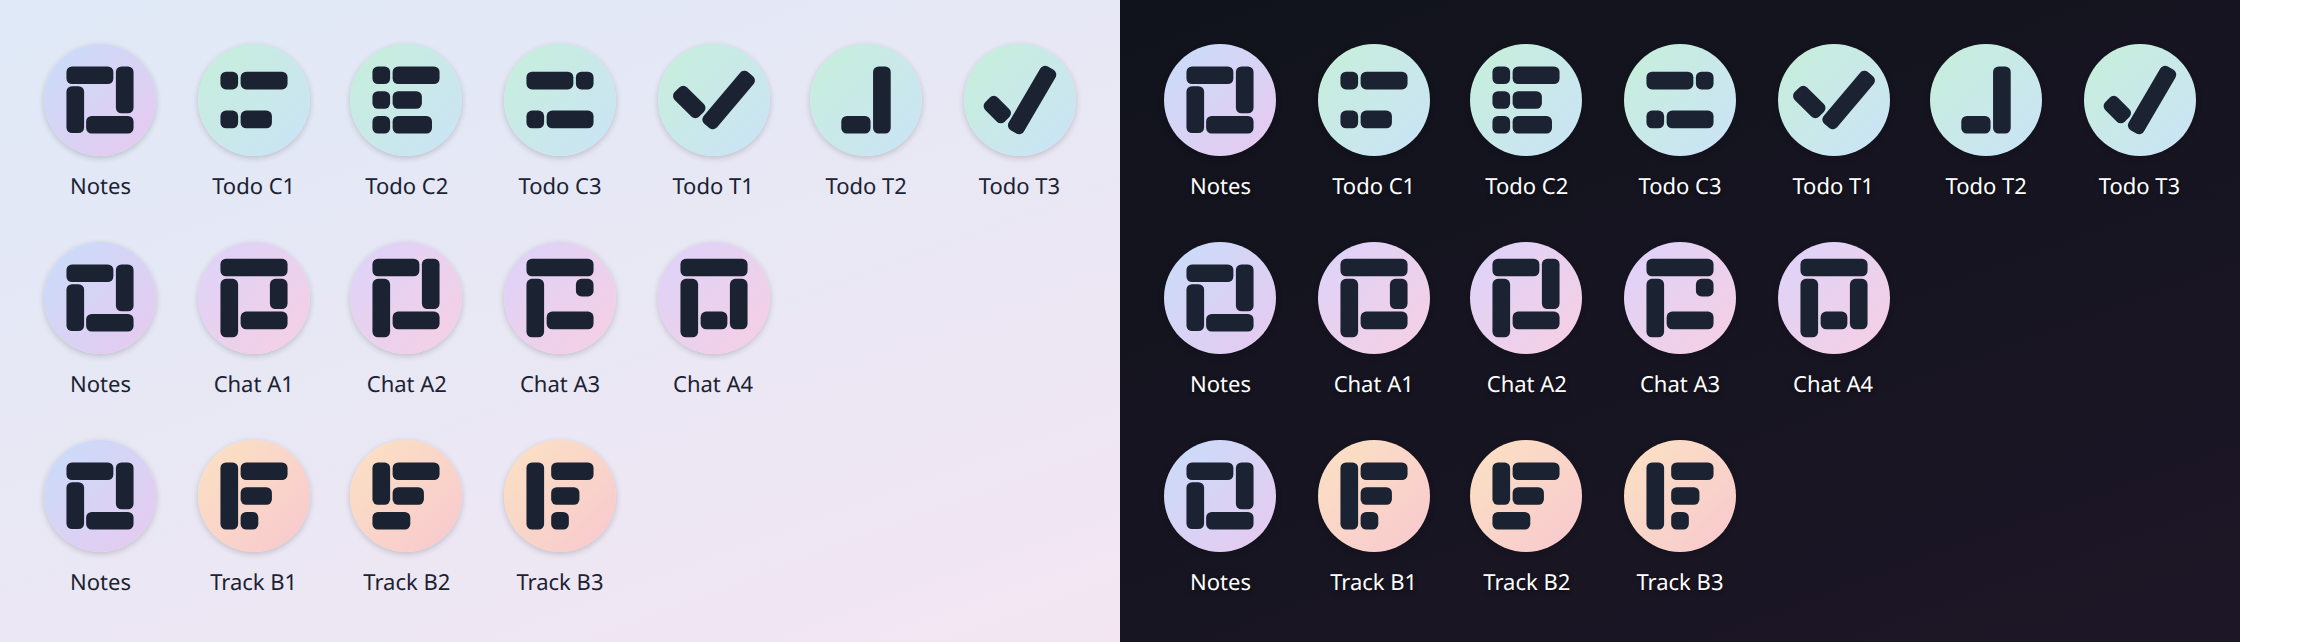 Notes Todo C1 Todo C2 Todo C3 Todo T1 Todo T2 Todo T3 Notes Todo C1 Todo C2 Todo C3 Todo T1 Todo T2 Todo T3
Notes Chat A1 Chat A2 Chat A3 Chat A4 Notes Chat A1 Chat A2 Chat A3 Chat A4
Notes Track B1 Track B2 Track B3 Notes Track B1 Track B2 Track B3